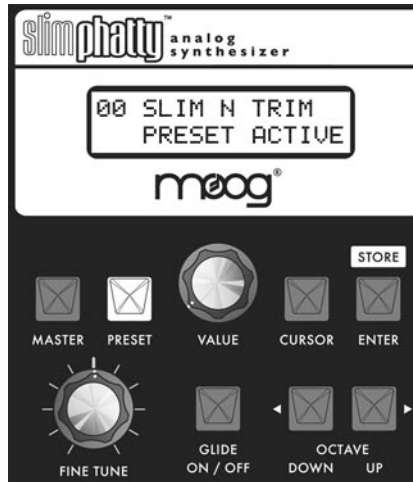 slimphatty™ analog
synthesizer
00 SLIM N TRIM
PRESET ACTIVE
moog®
STORE
MASTER PRESET VALUE CURSOR ENTER
FINE TUNE
GLIDE
ON / OFF
OCTAVE
DOWN UP